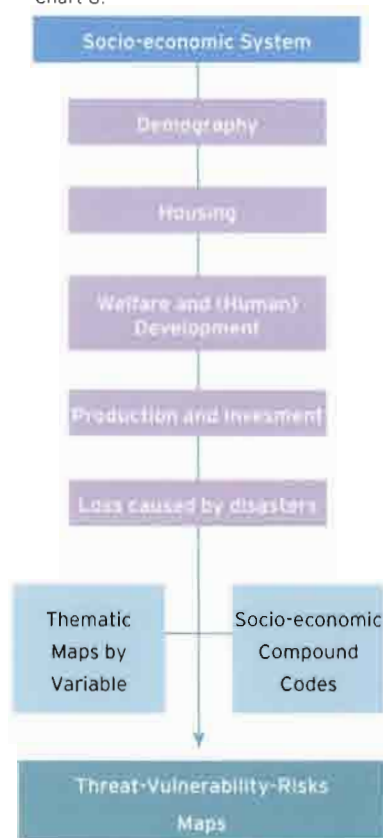 Chart 8.
Socio-economic System
Demography
Housing
Welfare and (Human)
Development
Production and Invesment
Loss caused by disasters
Thematic
Maps by
Variable
Socio-economic
Compound
Codes
Threat-Vulnerability-Risks
Maps